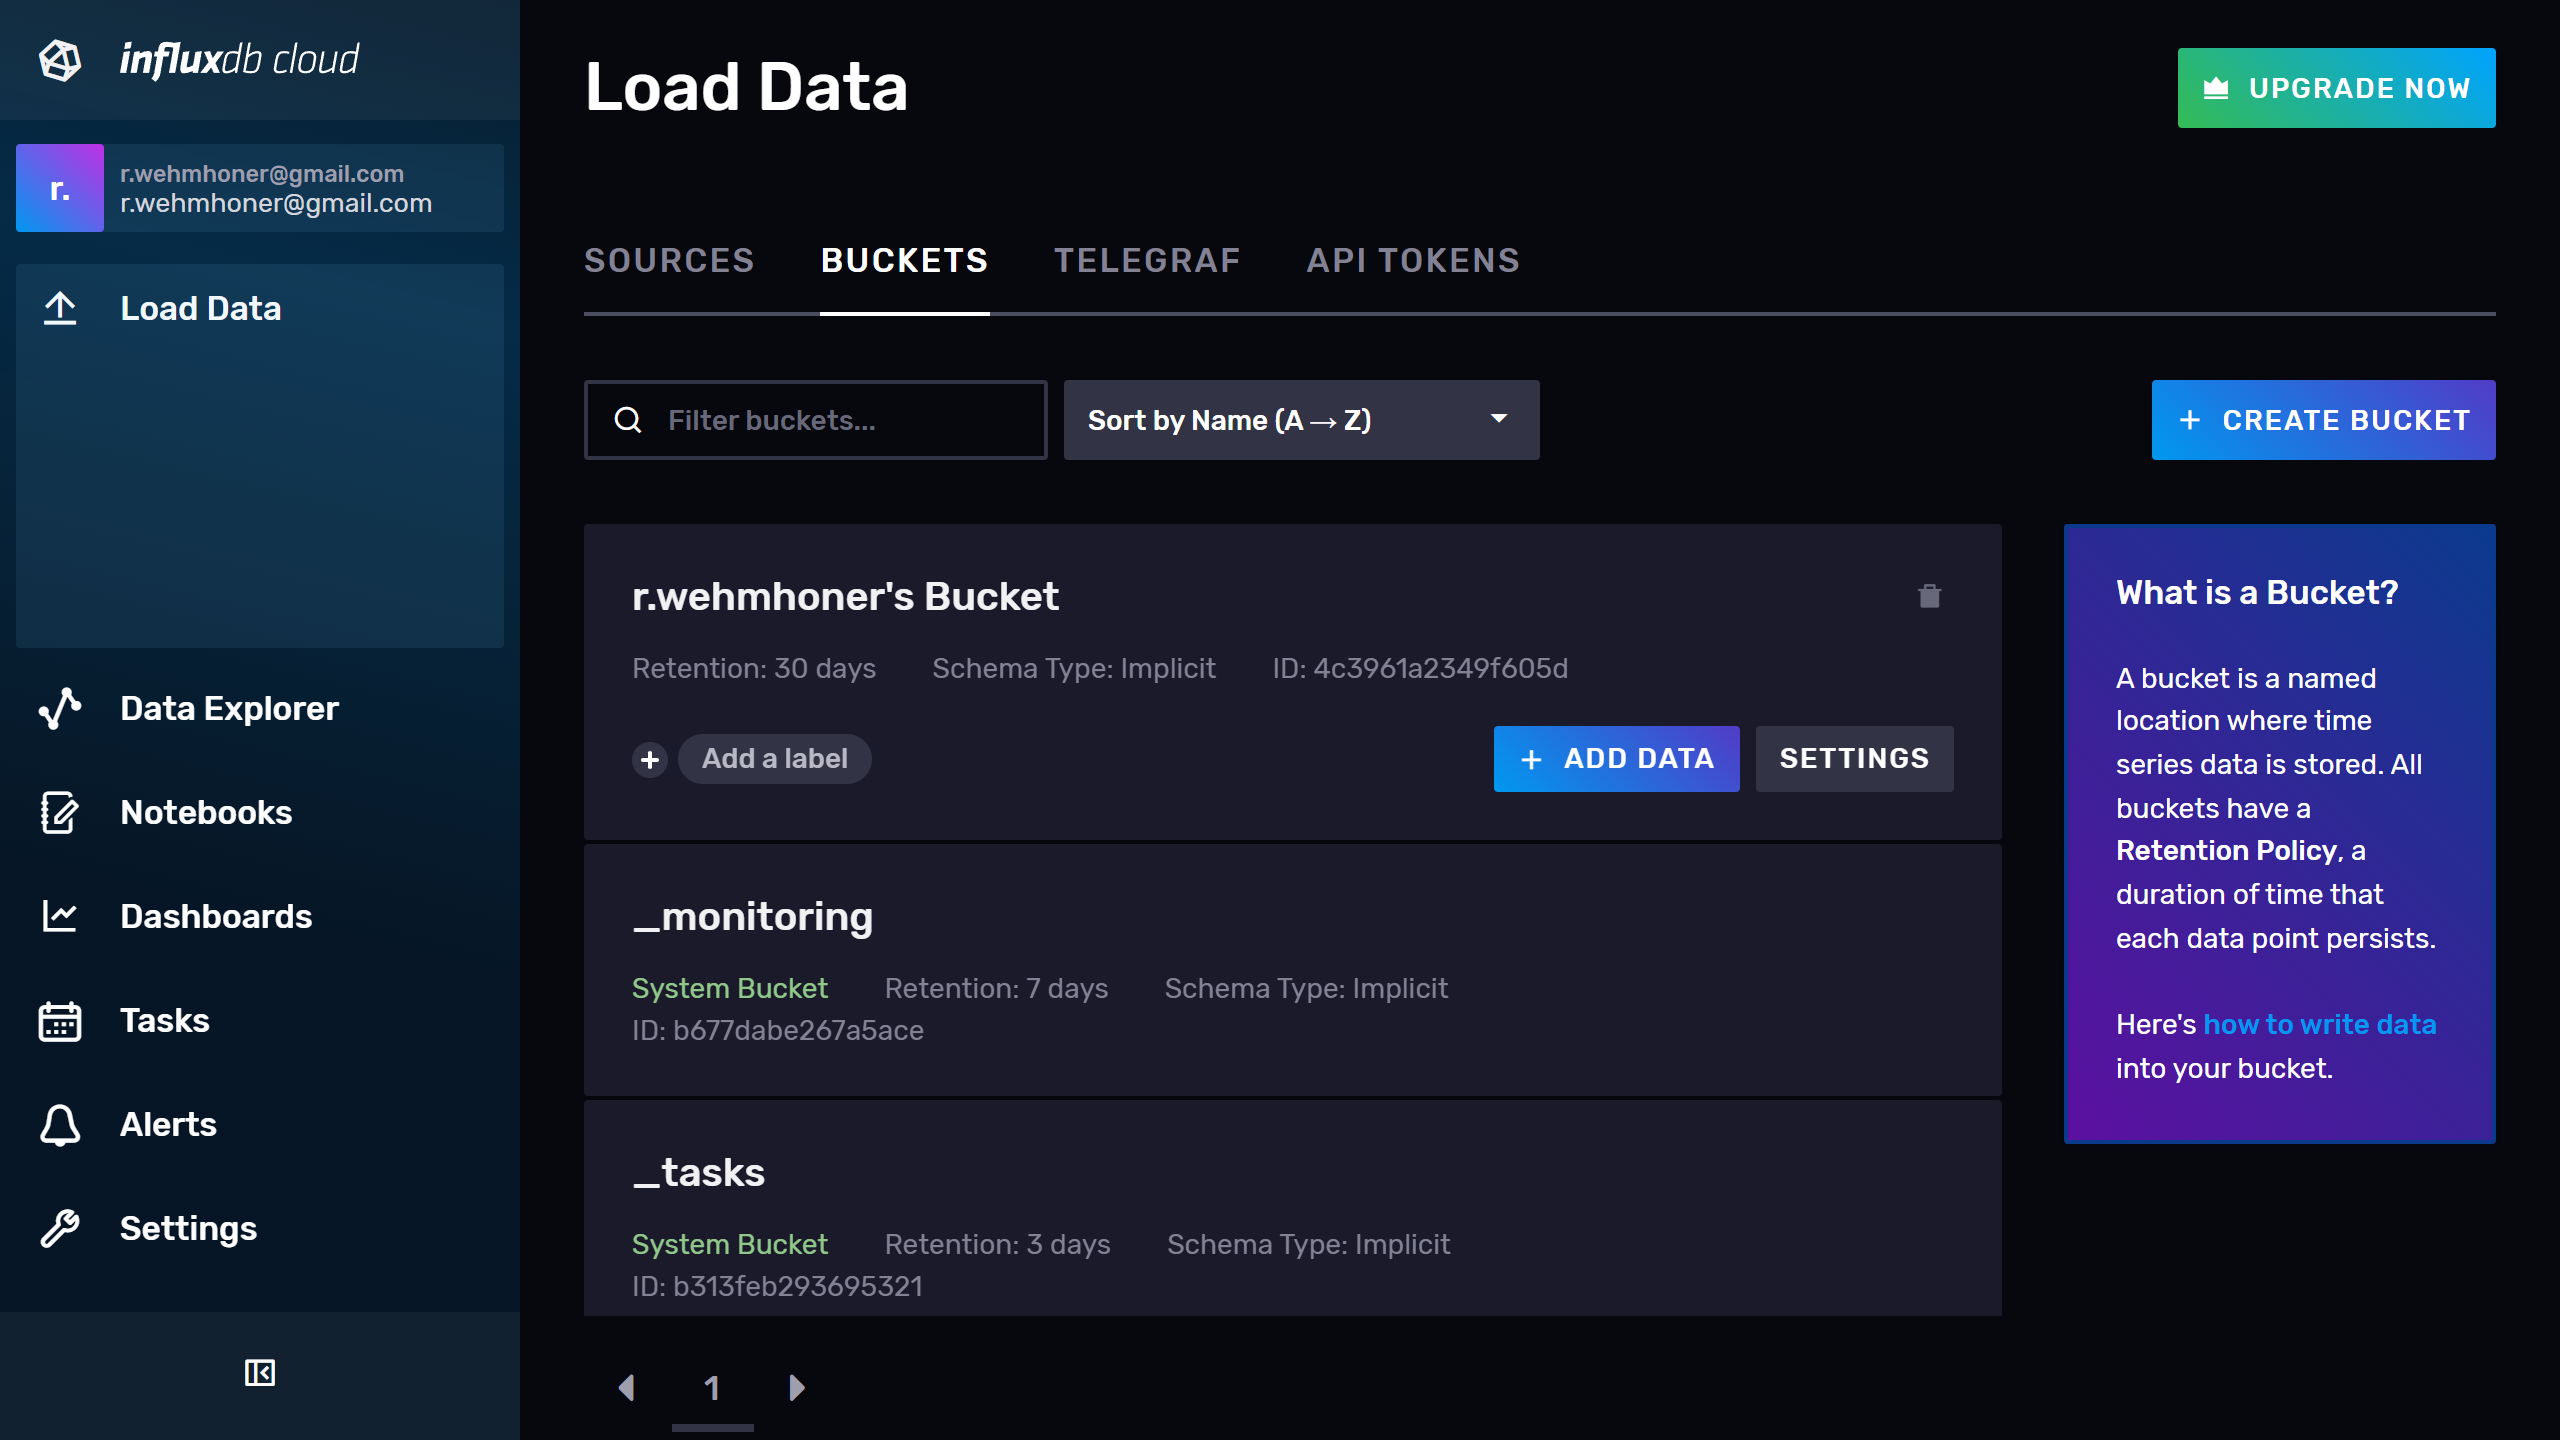 influxdb cloud
r.
r.wehmhoner@gmail.com
r.wehmhoner@gmail.com
Load Data
Data Explorer
Notebooks
Dashboards
Tasks
Alerts
Settings
Load Data
UPGRADE NOW
SOURCES BUCKETS TELEGRAF API TOKENS
Filter buckets...
Sort by Name (A → Z)
CREATE BUCKET
r.wehmhoner's Bucket
Retention: 30 days Schema Type: Implicit ID: 4c3961a2349f605d
Add a label
ADD DATA
SETTINGS
_monitoring
System Bucket Retention: 7 days Schema Type: Implicit
ID: b677dabe267a5ace
_tasks
System Bucket Retention: 3 days Schema Type: Implicit
ID: b313feb293695321
1
What is a Bucket?
A bucket is a named
location where time
series data is stored. All
buckets have a
Retention Policy, a
duration of time that
each data point persists.
Here's how to write data
into your bucket.